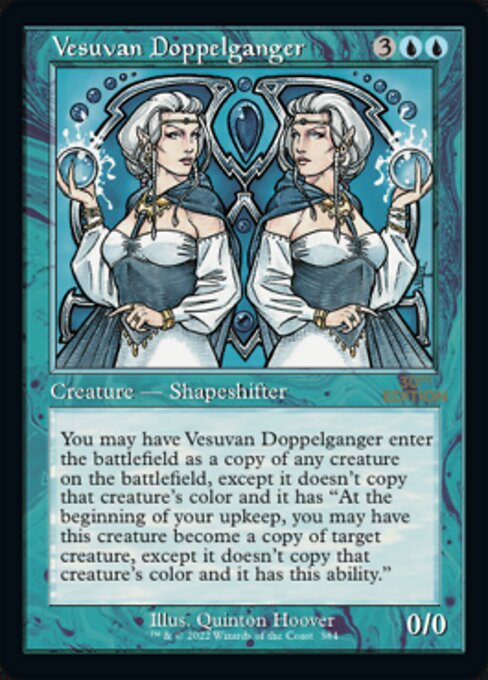 Vesuvan Doppelganger 3
Creature — Shapeshifter
30TH
EDITION
You may have Vesuvan Doppelganger enter
the battlefield as a copy of any creature
on the battlefield, except it doesn't copy
that creature's color and it has “At the
beginning of your upkeep, you may have
this creature become a copy of target
creature, except it doesn't copy that
creature's color and it has this ability.”
Illus. Quinton Hoover
™ & © 2022 Wizards of the Coast 384
0/0